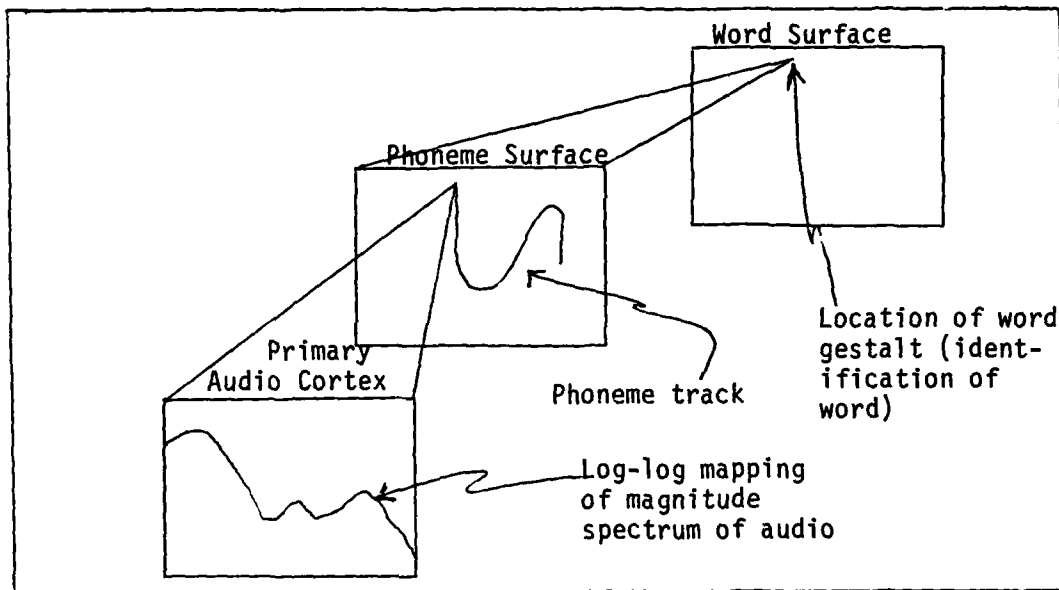 Word Surface
Phoneme Surface
Primary
Audio Cortex
Phoneme track
Location of word
gestalt (ident-
ification of
word)
Log-log mapping
of magnitude
spectrum of audio